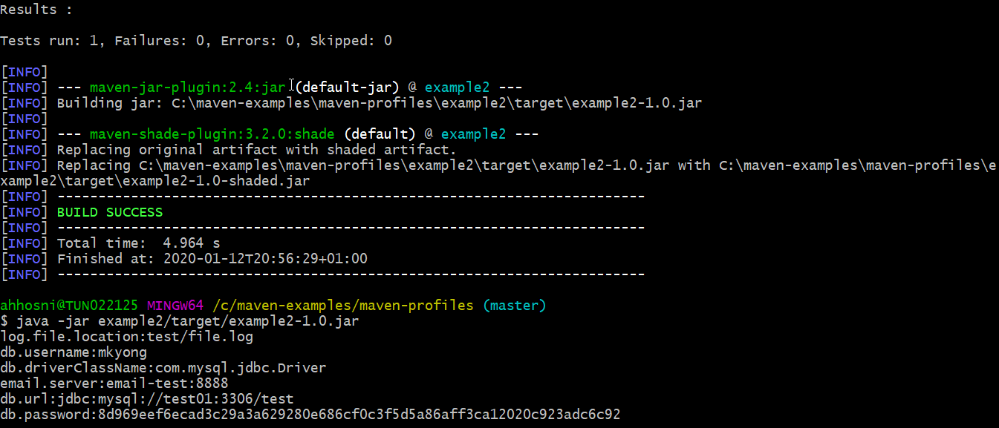 Results :
Tests run: 1, Failures: 0, Errors: 0, Skipped: 0
[INFO]
[INFO] --- maven-jar-plugin:2.4:jar (default-jar) @ example2 ---
[INFO] Building jar: C:\maven-examples\maven-profiles\example2\target\example2-1.0.jar
[INFO]
[INFO] --- maven-shade-plugin:3.2.0:shade (default) @ example2 ---
[INFO] Replacing original artifact with shaded artifact.
[INFO] Replacing C:\maven-examples\maven-profiles\example2\target\example2-1.0.jar with C:\maven-examples\maven-profiles\e
xample2\target\example2-1.0-shaded.jar
[INFO] ------------------------------------------------------------------------
[INFO] BUILD SUCCESS
[INFO] ------------------------------------------------------------------------
[INFO] Total time:  4.964 s
[INFO] Finished at: 2020-01-12T20:56:29+01:00
[INFO] ------------------------------------------------------------------------
ahhosni@TUN022125 MINGW64 /c/maven-examples/maven-profiles (master)
$ java -jar example2/target/example2-1.0.jar
log.file.location:test/file.log
db.username:mkyong
db.driverClassName:com.mysql.jdbc.Driver
email.server:email-test:8888
db.url:jdbc:mysql://test01:3306/test
db.password:8d969eef6ecad3c29a3a629280e686cf0c3f5d5a86aff3ca12020c923adc6c92